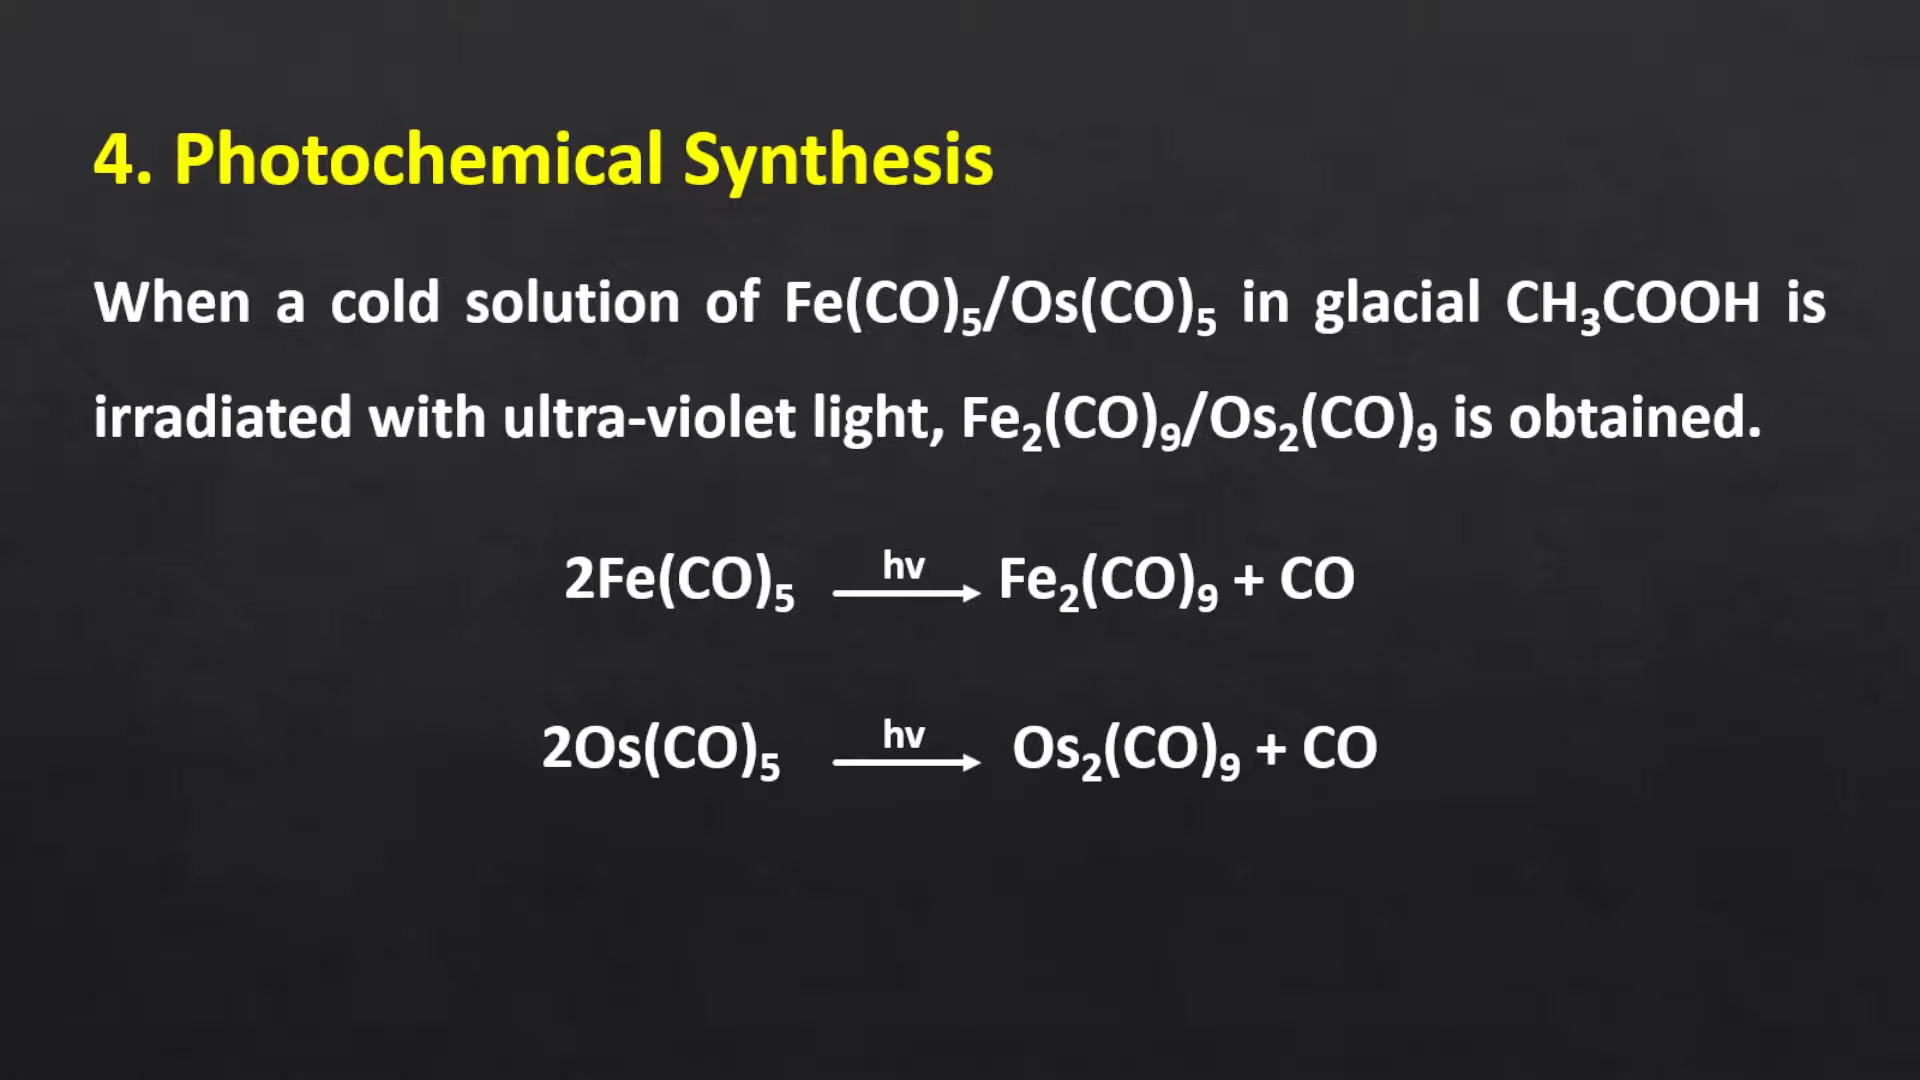 4. Photochemical Synthesis
When a cold solution of Fe(CO)₅/Os(CO)₅ in glacial CH₃COOH is
irradiated with ultra-violet light, Fe₂(CO)₉/Os₂(CO)₉ is obtained.
2Fe(CO)₅ hv⟶ Fe₂(CO)₉ + CO
2Os(CO)₅ hv⟶ Os₂(CO)₉ + CO